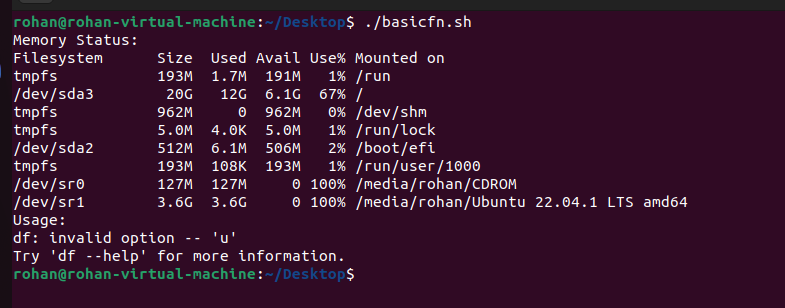 rohan@rohan-virtual-machine:~/Desktop$ ./basicfn.sh
Memory Status:
Filesystem      Size  Used Avail Use% Mounted on
tmpfs           193M  1.7M  191M   1% /run
/dev/sda3        20G   12G  6.1G  67% /
tmpfs           962M     0  962M   0% /dev/shm
tmpfs           5.0M  4.0K  5.0M   1% /run/lock
/dev/sda2       512M  6.1M  506M   2% /boot/efi
tmpfs           193M  108K  193M   1% /run/user/1000
/dev/sr0        127M  127M     0 100% /media/rohan/CDROM
/dev/sr1        3.6G  3.6G     0 100% /media/rohan/Ubuntu 22.04.1 LTS amd64
Usage:
df: invalid option -- 'u'
Try 'df --help' for more information.
rohan@rohan-virtual-machine:~/Desktop$